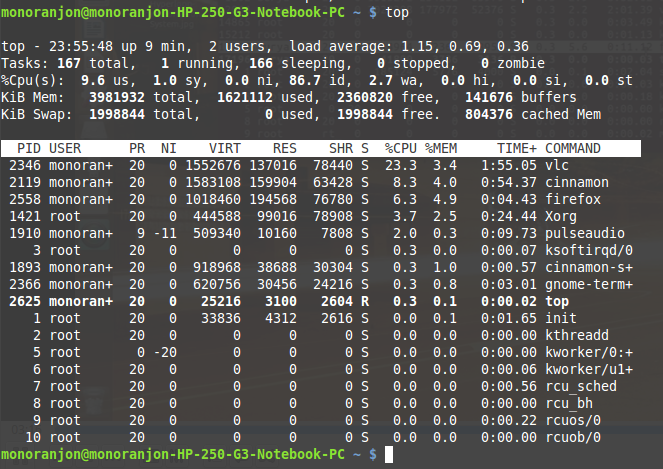 monoranjon@monoranjon-HP-250-G3-Notebook-PC ~ $ top
top - 23:55:48 up 9 min,  2 users,  load average: 1.15, 0.69, 0.36
Tasks: 167 total,   1 running, 166 sleeping,   0 stopped,   0 zombie
%Cpu(s):  9.6 us,  1.0 sy,  0.0 ni, 86.7 id,  2.7 wa,  0.0 hi,  0.0 si,  0.0 st
KiB Mem:   3981932 total,  1621112 used,  2360820 free,   141676 buffers
KiB Swap:  1998844 total,        0 used,  1998844 free.   804376 cached Mem
PID USER      PR  NI    VIRT    RES    SHR S  %CPU %MEM     TIME+ COMMAND
2346 monoran+  20   0 1552676 137016  78440 S  23.3  3.4   1:55.05 vlc
2119 monoran+  20   0 1583108 159904  63428 S   8.3  4.0   0:54.37 cinnamon
2558 monoran+  20   0 1018460 194568  76780 S   6.3  4.9   0:04.43 firefox
1421 root      20   0  444588  99016  78908 S   3.7  2.5   0:24.44 Xorg
1910 monoran+   9 -11  509340  10160   7808 S   2.0  0.3   0:09.73 pulseaudio
3 root      20   0       0      0      0 S   0.3  0.0   0:00.07 ksoftirqd/0
1893 monoran+  20   0  918968  38688  30304 S   0.3  1.0   0:00.57 cinnamon-s+
2366 monoran+  20   0  620756  30456  24216 S   0.3  0.8   0:03.01 gnome-term+
2625 monoran+  20   0   25216   3100   2604 R   0.3  0.1   0:00.02 top
1 root      20   0   33836   4312   2616 S   0.0  0.1   0:01.65 init
2 root      20   0       0      0      0 S   0.0  0.0   0:00.00 kthreadd
5 root       0 -20       0      0      0 S   0.0  0.0   0:00.00 kworker/0:+
6 root      20   0       0      0      0 S   0.0  0.0   0:00.06 kworker/u1+
7 root      20   0       0      0      0 S   0.0  0.0   0:00.56 rcu_sched
8 root      20   0       0      0      0 S   0.0  0.0   0:00.00 rcu_bh
9 root      20   0       0      0      0 S   0.0  0.0   0:00.22 rcuos/0
10 root      20   0       0      0      0 S   0.0  0.0   0:00.00 rcuob/0
monoranjon@monoranjon-HP-250-G3-Notebook-PC ~ $